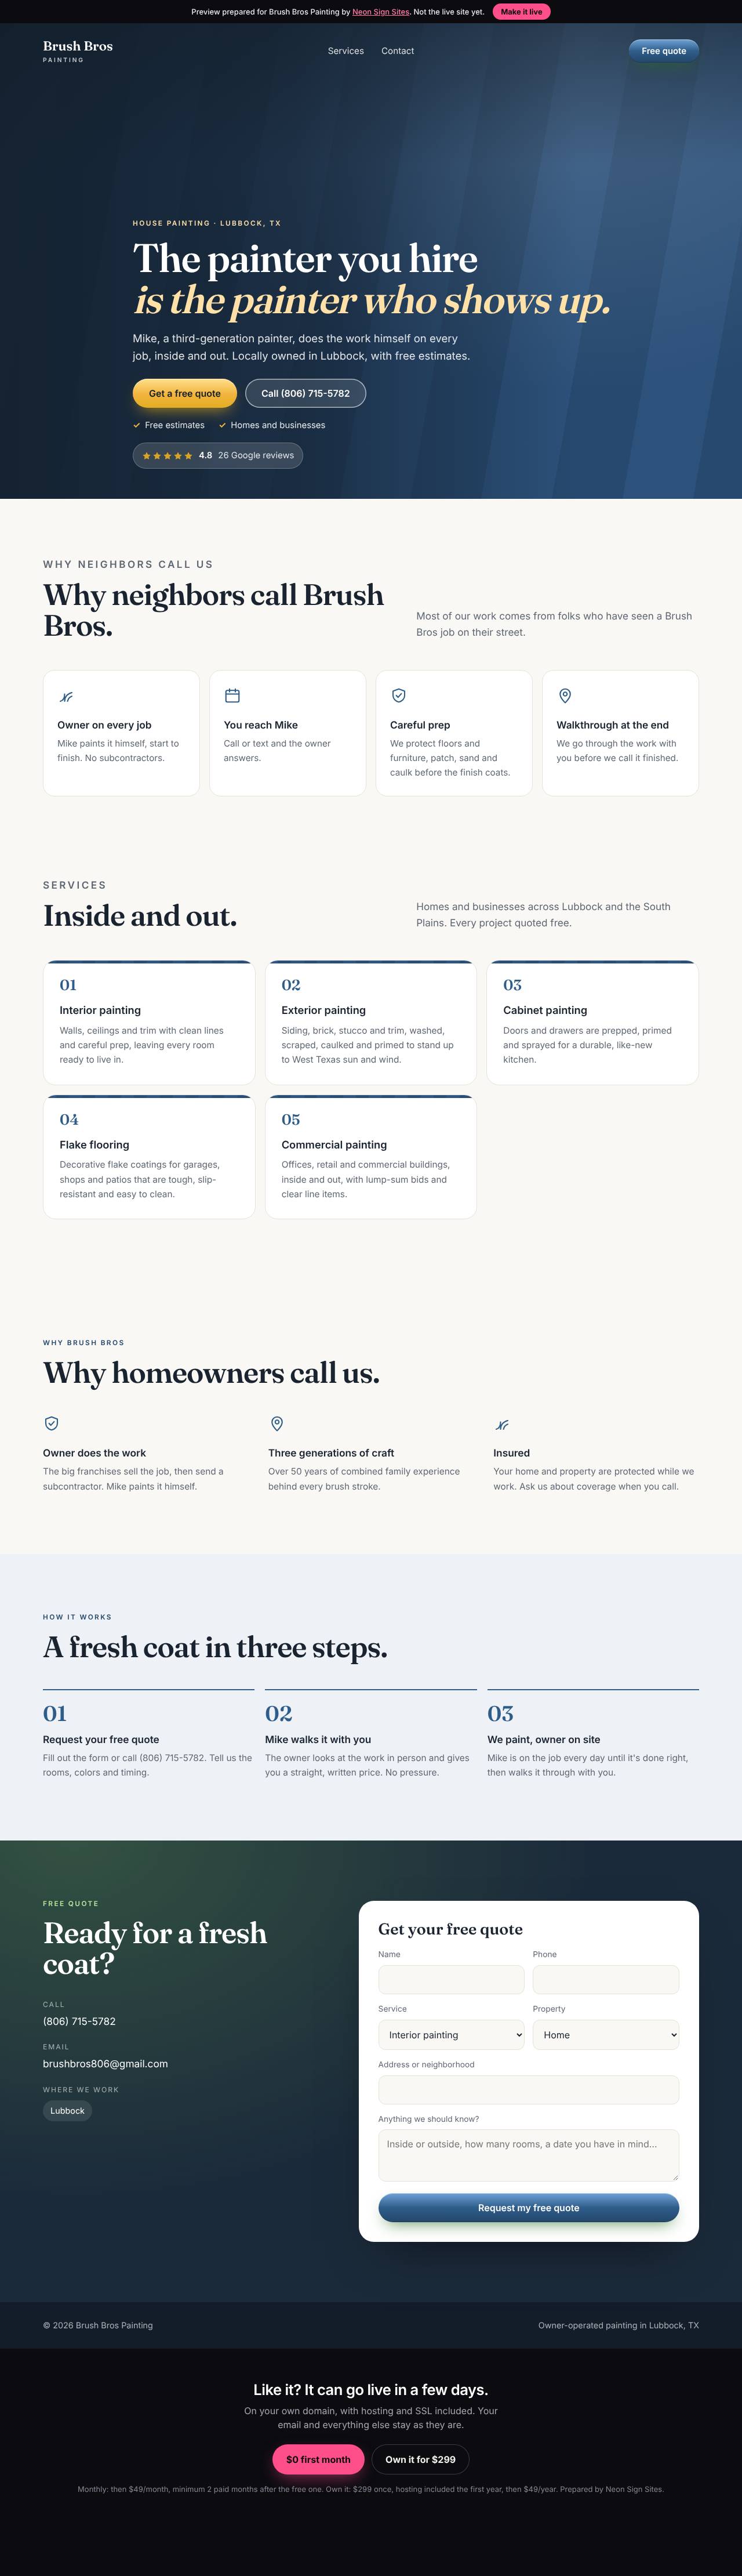 Preview prepared for Brush Bros Painting by Neon Sign Sites. Not the live site yet. Make it live
Brush Bros
PAINTING
Services Contact
Free quote
HOUSE PAINTING · LUBBOCK, TX
The painter you hire
is the painter who shows up.
Mike, a third-generation painter, does the work himself on every
job, inside and out. Locally owned in Lubbock, with free estimates.
Get a free quote Call (806) 715-5782
Free estimates Homes and businesses
4.8 26 Google reviews
WHY NEIGHBORS CALL US
Why neighbors call Brush
Bros.
Most of our work comes from folks who have seen a Brush
Bros job on their street.
Owner on every job
Mike paints it himself, start to
finish. No subcontractors.
You reach Mike
Call or text and the owner
answers.
Careful prep
We protect floors and
furniture, patch, sand and
caulk before the finish coats.
Walkthrough at the end
We go through the work with
you before we call it finished.
SERVICES
Inside and out.
Homes and businesses across Lubbock and the South
Plains. Every project quoted free.
01
Interior painting
Walls, ceilings and trim with clean lines
and careful prep, leaving every room
ready to live in.
02
Exterior painting
Siding, brick, stucco and trim, washed,
scraped, caulked and primed to stand up
to West Texas sun and wind.
03
Cabinet painting
Doors and drawers are prepped, primed
and sprayed for a durable, like-new
kitchen.
04
Flake flooring
Decorative flake coatings for garages,
shops and patios that are tough, slip-
resistant and easy to clean.
05
Commercial painting
Offices, retail and commercial buildings,
inside and out, with lump-sum bids and
clear line items.
WHY BRUSH BROS
Why homeowners call us.
Owner does the work
The big franchises sell the job, then send a
subcontractor. Mike paints it himself.
Three generations of craft
Over 50 years of combined family experience
behind every brush stroke.
Insured
Your home and property are protected while we
work. Ask us about coverage when you call.
HOW IT WORKS
A fresh coat in three steps.
01
Request your free quote
Fill out the form or call (806) 715-5782. Tell us the
rooms, colors and timing.
02
Mike walks it with you
The owner looks at the work in person and gives
you a straight, written price. No pressure.
03
We paint, owner on site
Mike is on the job every day until it's done right,
then walks it through with you.
FREE QUOTE
Ready for a fresh
coat?
CALL
(806) 715-5782
EMAIL
brushbros806@gmail.com
WHERE WE WORK
Lubbock
Get your free quote
Name Phone
Service Property
Interior painting Home
Address or neighborhood
Anything we should know?
Inside or outside, how many rooms, a date you have in mind...
Request my free quote
© 2026 Brush Bros Painting
Owner-operated painting in Lubbock, TX
Like it? It can go live in a few days.
On your own domain, with hosting and SSL included. Your
email and everything else stay as they are.
$0 first month Own it for $299
Monthly: then $49/month, minimum 2 paid months after the free one. Own it: $299 once, hosting included the first year, then $49/year. Prepared by Neon Sign Sites.